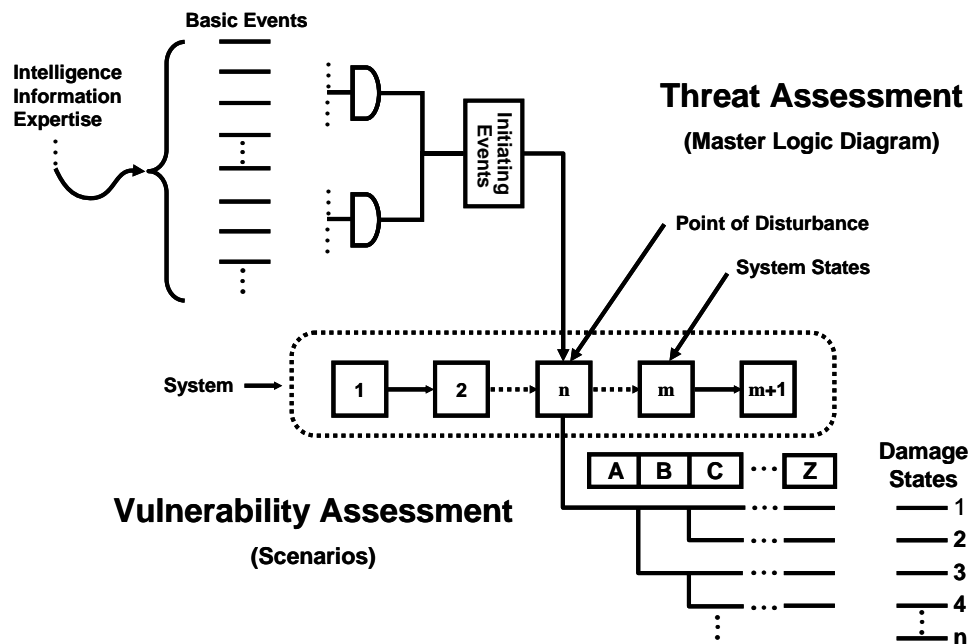 Basic Events
Intelligence
Information
Expertise
Initiating
Events
Threat Assessment
(Master Logic Diagram)
Point of Disturbance
System States
System
1
2
n
m
m+1
A
B
C
Z
Damage
States
Vulnerability Assessment
(Scenarios)
1
2
3
4
n